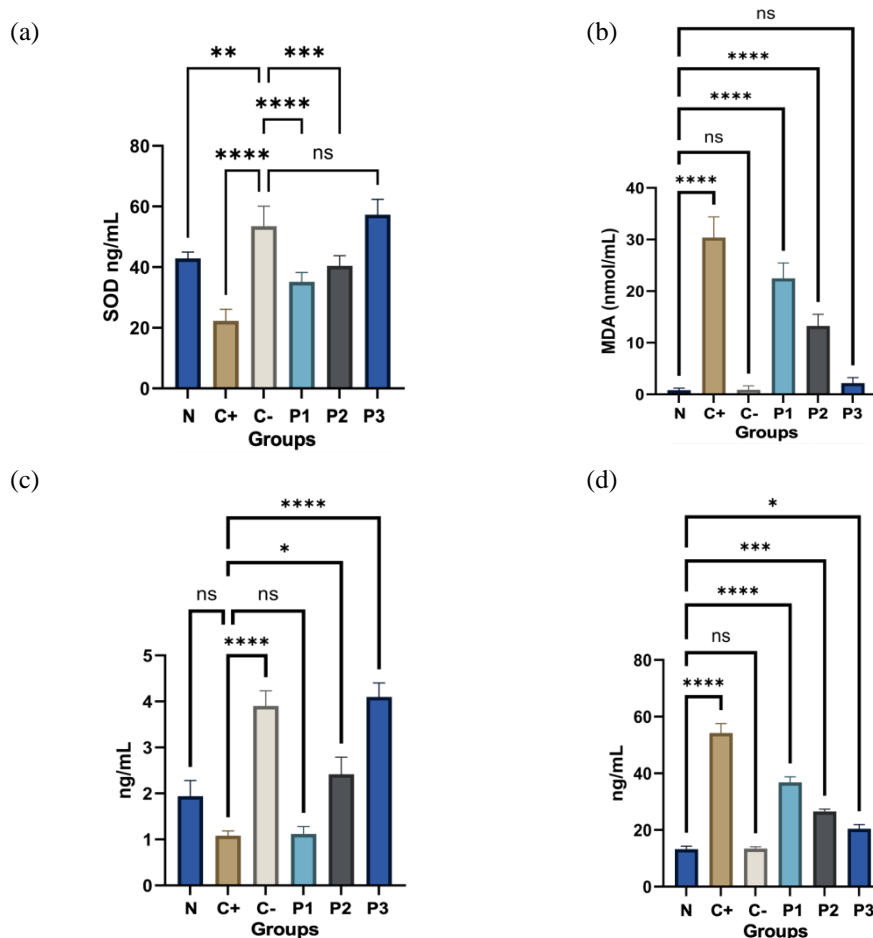 (a)
** ***
****
**** ns
SOD ng/mL
80
60
40
20
0
N C+ C- P1 P2 P3
Groups
(b)
ns
****
****
ns
****
MDA (nmol/mL)
40
30
20
10
0
N C+ C- P1 P2 P3
Groups
(c)
****
*
ns ns
****
ng/mL
5
4
3
2
1
0
N C+ C- P1 P2 P3
Groups
(d)
*
***
****
ns
****
ng/mL
80
60
40
20
0
N C+ C- P1 P2 P3
Groups